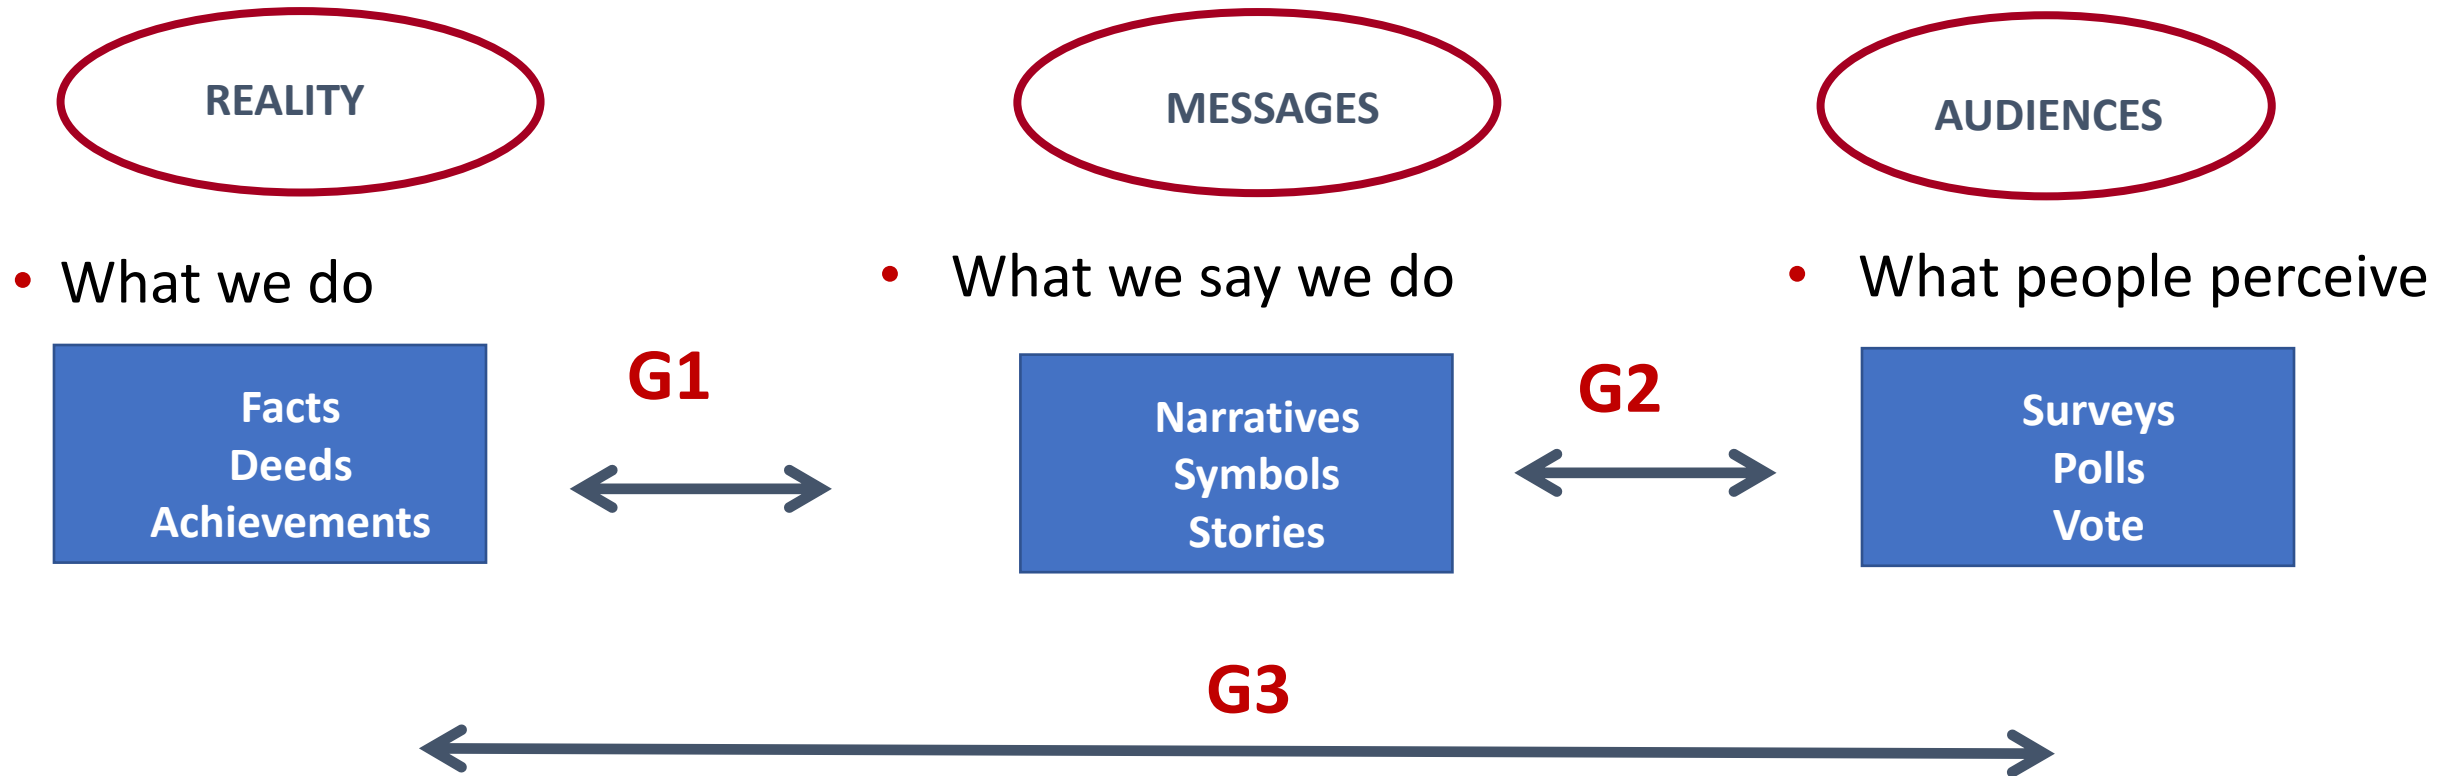 REALITY
MESSAGES
AUDIENCES
• What we do
• What we say we do
• What people perceive
Facts
Deeds
Achievements
G1
Narratives
Symbols
Stories
G2
Surveys
Polls
Vote
G3